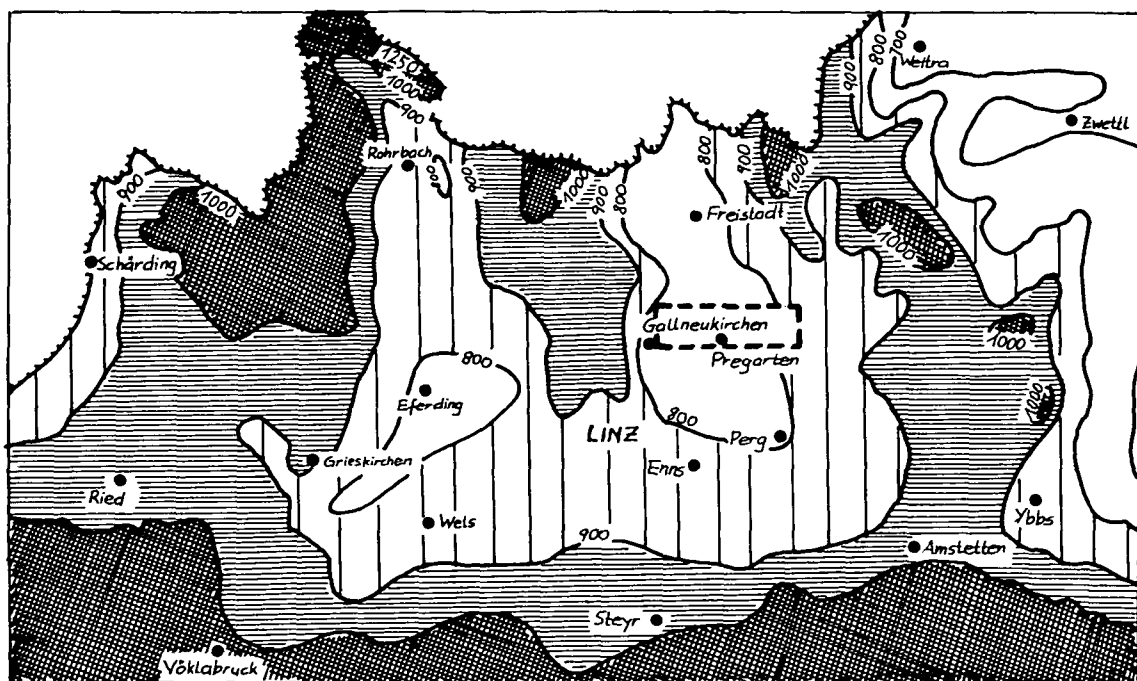 1250
1000
900
800
700
Weitra
900
Zwettl
Rohrbach
800
900
1000
900
800
800
900
1000
Freistadt
1000
900
1000
Schärding
Gallneukirchen
Pregarten
1000
800
Eferding
1000
LINZ
800
Perg
Grieskirchen
Enns
Ried
Wels
Ybbs
900
Amstetten
Steyr
Vöklabruck